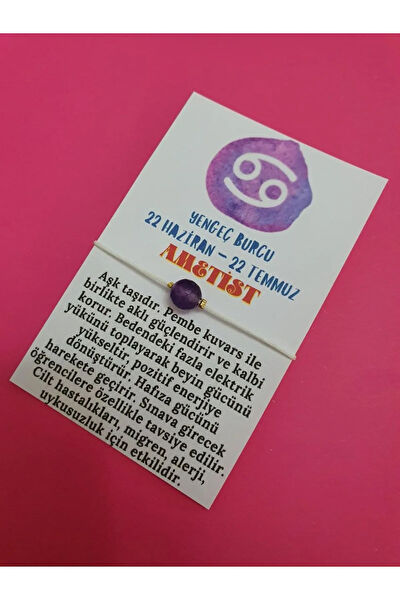 YENGEÇ BURCU
22 HAZİRAN – 22 TEMMUZ
AMETİST
Aşk taşıdır. Pembe kuvars ile
birlikte aklı güçlendirir ve kalbi
korur. Bedendeki fazla elektrik
yükünü toplayarak beyin gücünü
yükseltir, pozitif enerjiye
dönüştürür. Hafıza gücünü
harekete geçirir. Sınava girecek
öğrencilere özellikle tavsiye edilir.
Cilt hastalıkları, migren, alerji,
uykusuzluk için etkilidir.